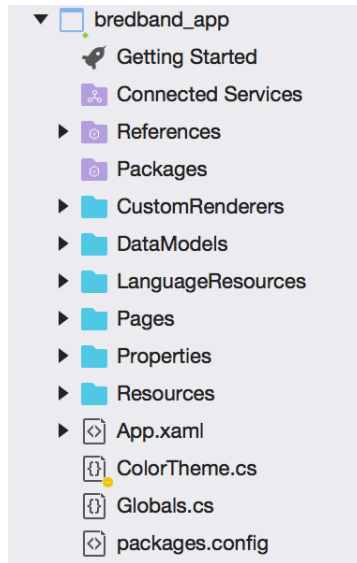 bredband_app
Getting Started
Connected Services
References
Packages
CustomRenderers
DataModels
LanguageResources
Pages
Properties
Resources
App.xaml
ColorTheme.cs
Globals.cs
packages.config